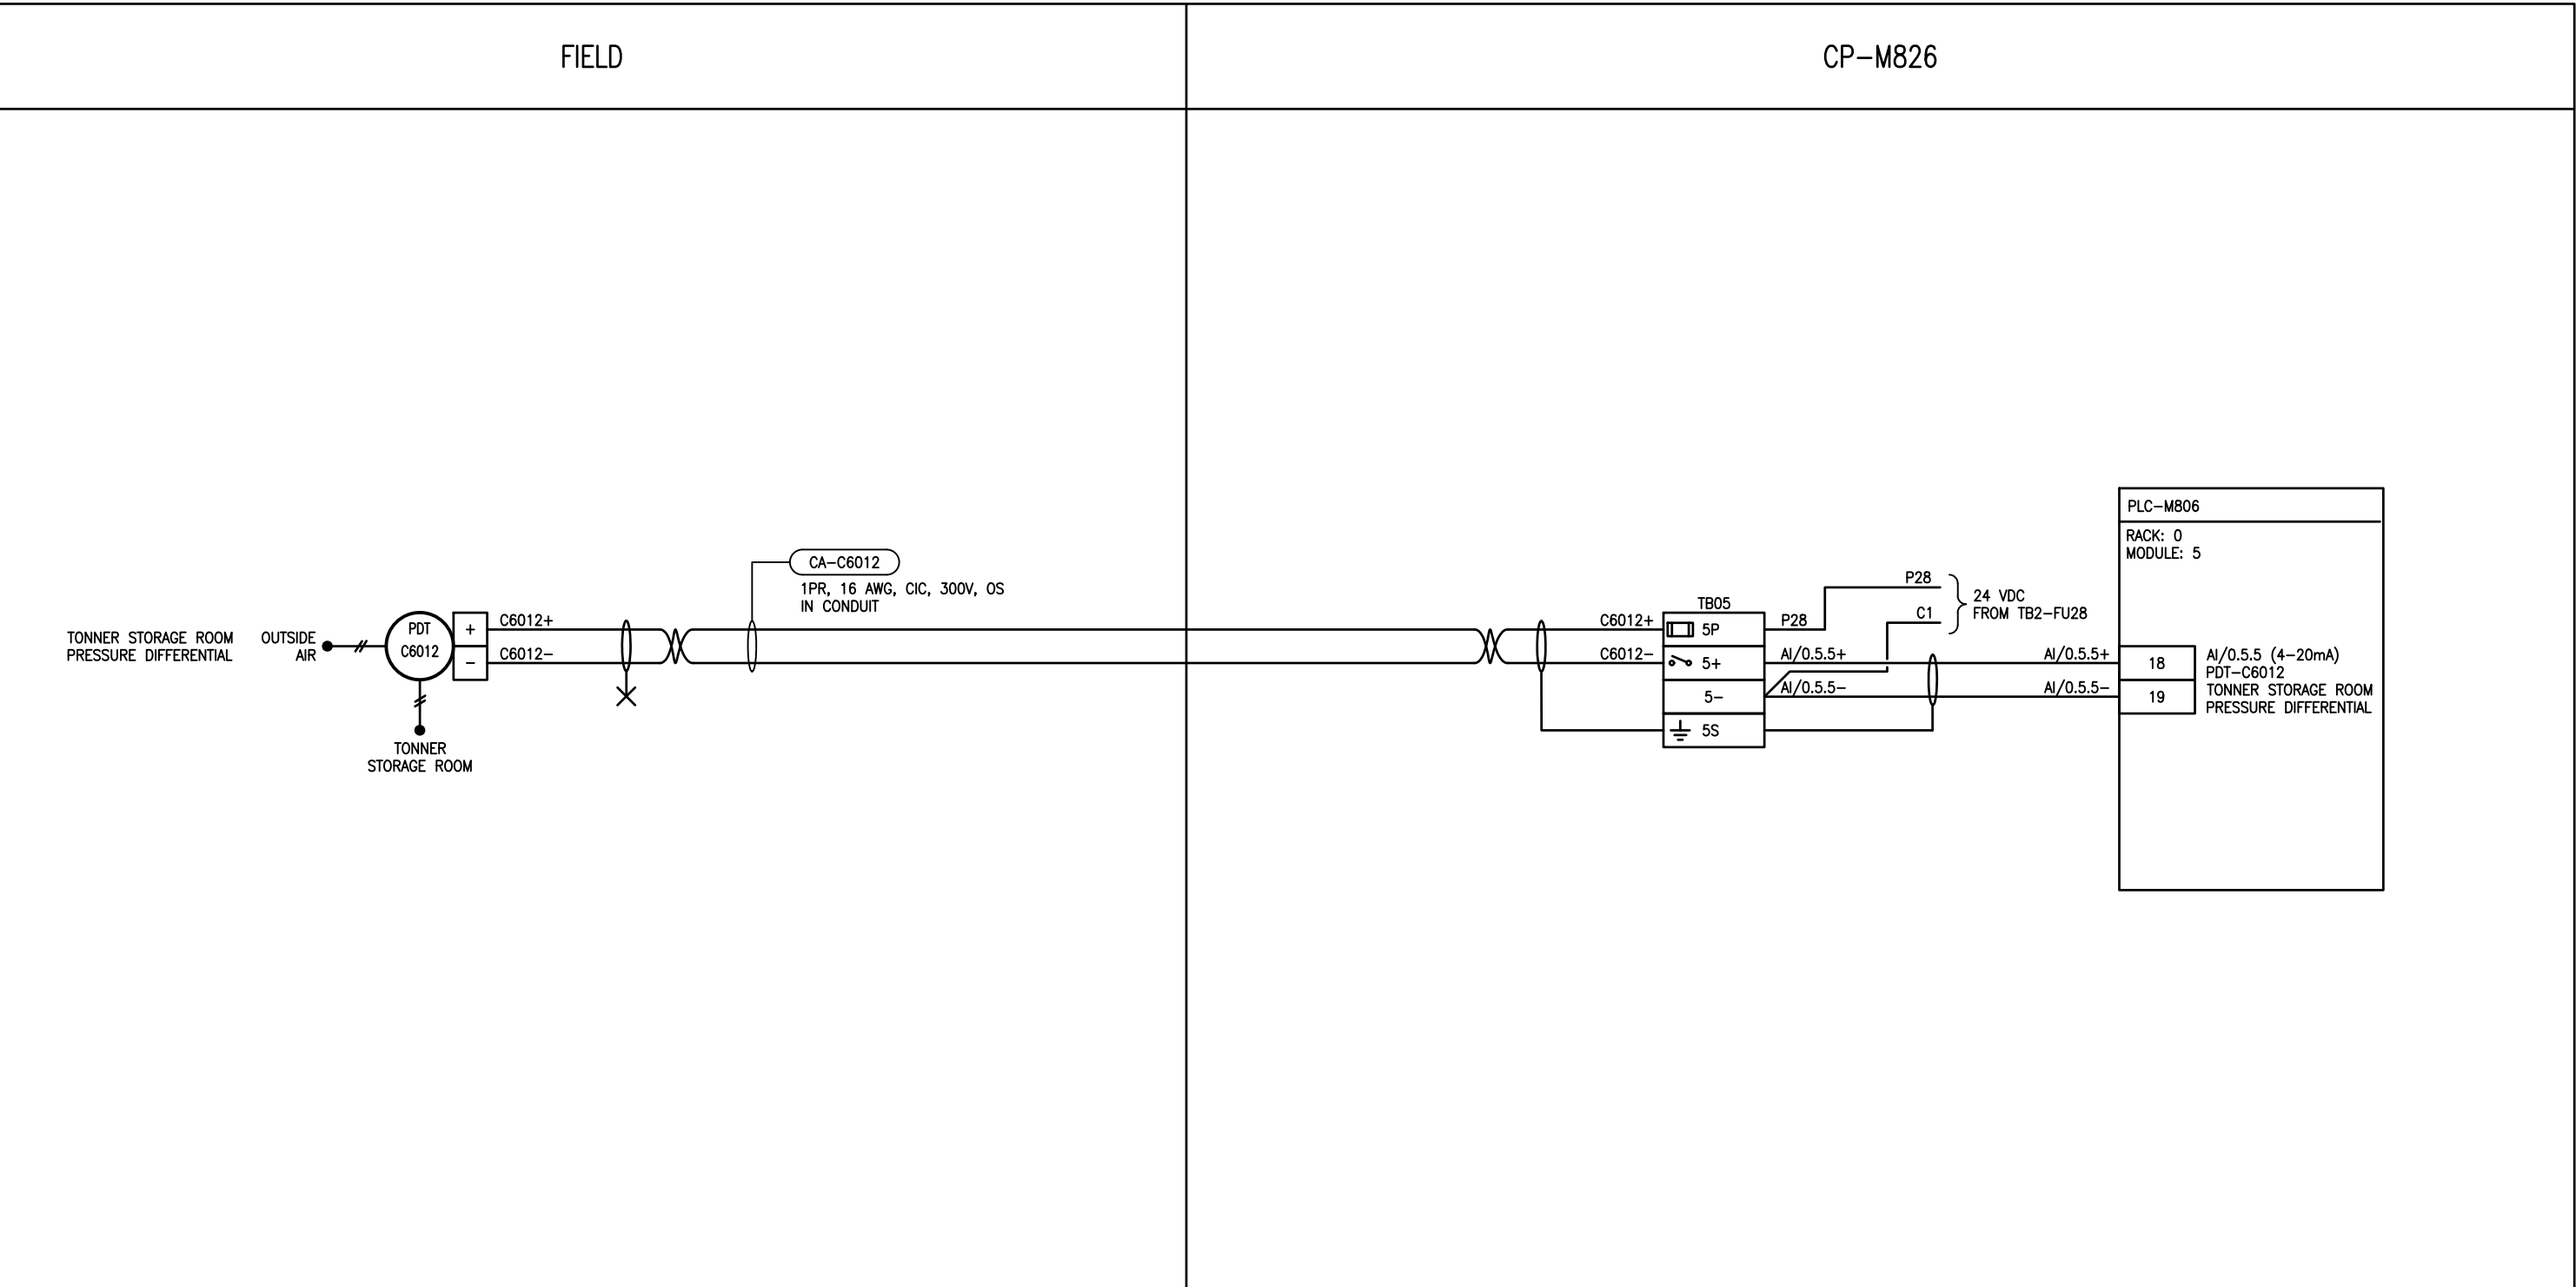 FIELD
CP-M826
TONNER STORAGE ROOM
PRESSURE DIFFERENTIAL
OUTSIDE
AIR
PDT
C6012
+
-
C6012+
C6012-
TONNER
STORAGE ROOM
CA-C6012
1PR, 16 AWG, CIC, 300V, OS
IN CONDUIT
C6012+
C6012-
TB05
5P
5+
5-
5S
P28
AI/0.5.5+
AI/0.5.5-
P28
C1
24 VDC
FROM TB2-FU28
AI/0.5.5+
AI/0.5.5-
PLC-M806
RACK: 0
MODULE: 5
18
19
AI/0.5.5 (4-20mA)
PDT-C6012
TONNER STORAGE ROOM
PRESSURE DIFFERENTIAL